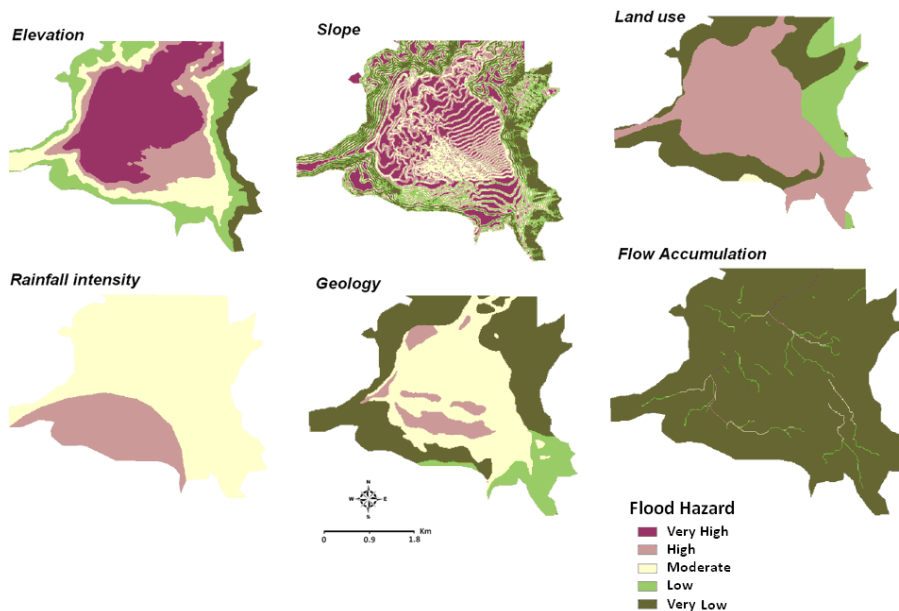 Elevation
Slope
Land use
Rainfall intensity
Geology
Flow Accumulation
N
W
E
S
Km
0
0.9
1.8
Flood Hazard
Very High
High
Moderate
Low
Very Low